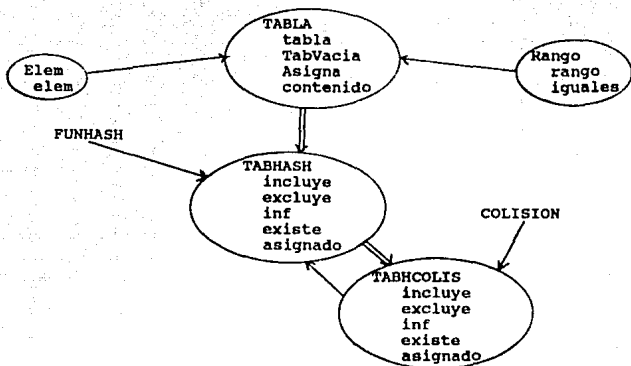 TABLA
tabla
TabVacia
Asigna
contenido
Elem
elem
Rango
rango
iguales
FUNHASH
TABHASH
incluye
excluye
inf
existe
asignado
COLISION
TABHCOLIS
incluye
excluye
inf
existe
asignado